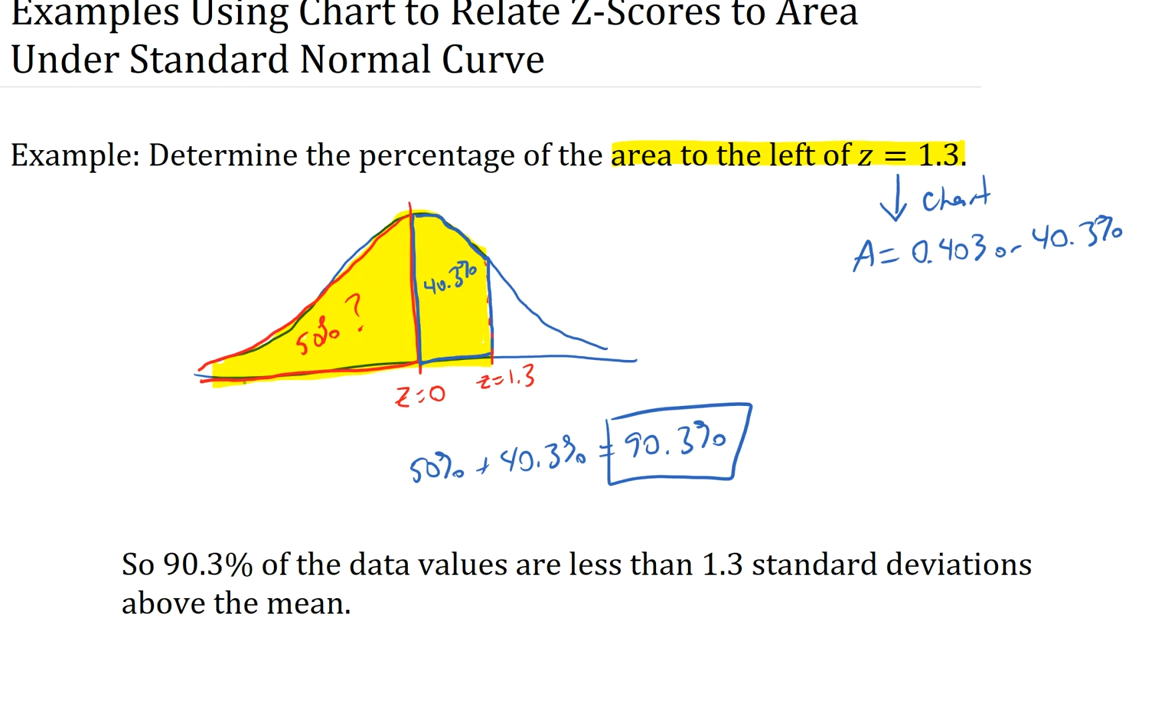 Examples Using Chart to Relate Z-Scores to Area
Under Standard Normal Curve
Example: Determine the percentage of the area to the left of z = 1.3.
↓ Chart
A = 0.403 or 40.3%
50% ?
40.3%
z=0
z=1.3
50% + 40.3% = 90.3%
So 90.3% of the data values are less than 1.3 standard deviations
above the mean.